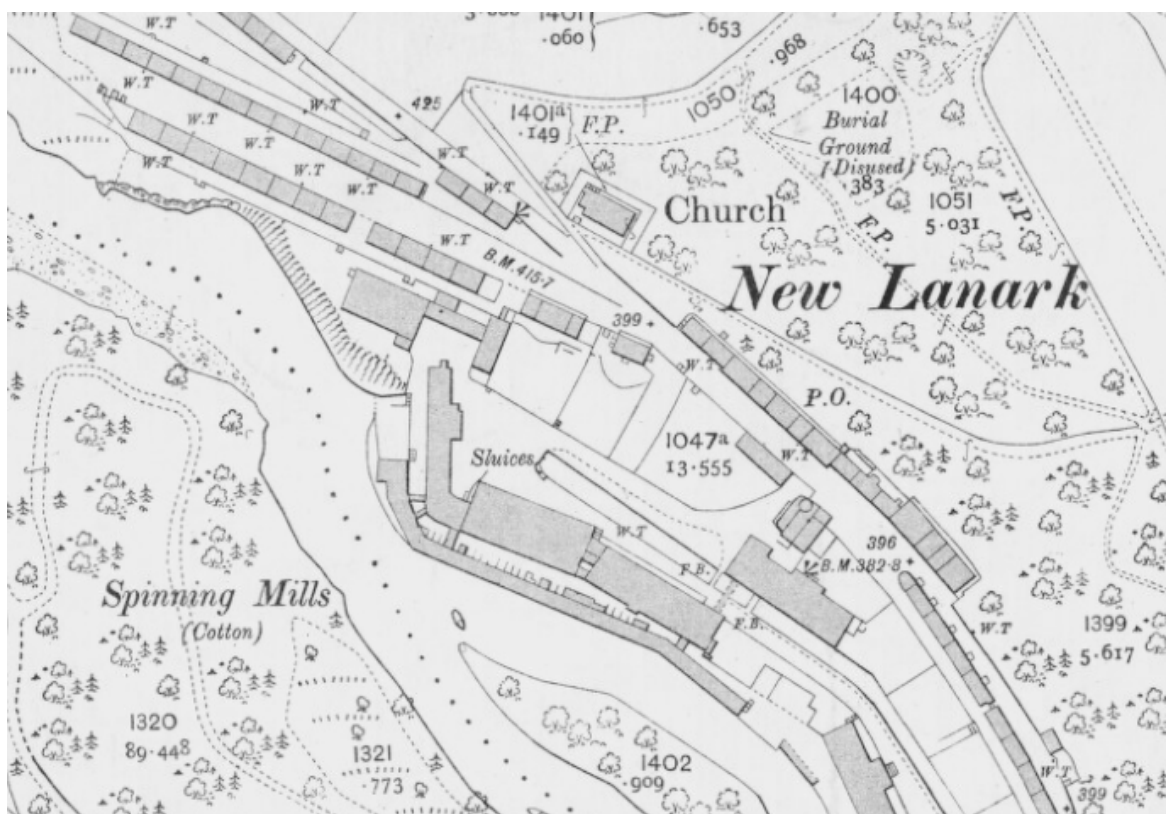 1401
.060
.653
.968
W.T
W.T
W.T
W.T
W.T
W.T
W.T
W.T
425
W.T
W.T
1401a
.149
F.P.
1050
1400
Burial
Ground
(Disused)
.383
1051
5.031
F.P.
F.P.
Church
New Lanark
W.T
B.M.415.7
399
W.T
P.O.
1047a
13.555
W.T
Sluices
W.T
F.B.
F.B.
396
B.M.382.8
W.T
1399
5.617
Spinning Mills
(Cotton)
1320
89.448
1321
.773
1402
.909
W.T
399